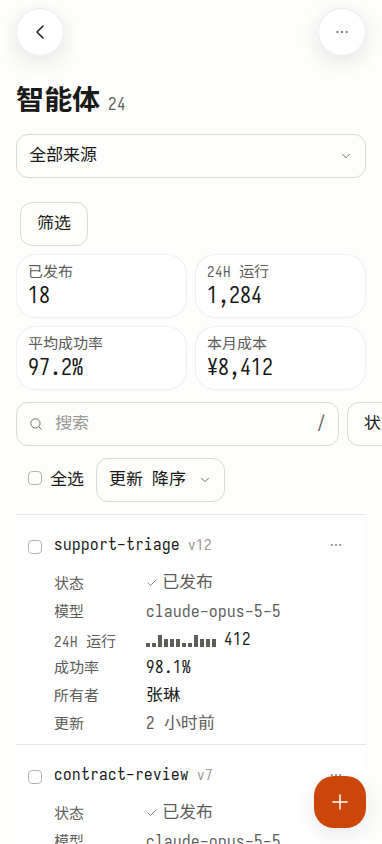 智能体 24
全部来源
筛选
已发布
18
24H 运行
1,284
平均成功率
97.2%
本月成本
¥8,412
搜索 /
状
全选 更新 降序
support-triage v12
状态 已发布
模型 claude-opus-5-5
24H 运行 412
成功率 98.1%
所有者 张琳
更新 2 小时前
contract-review v7
状态 已发布
模型 claude-opus-5-5